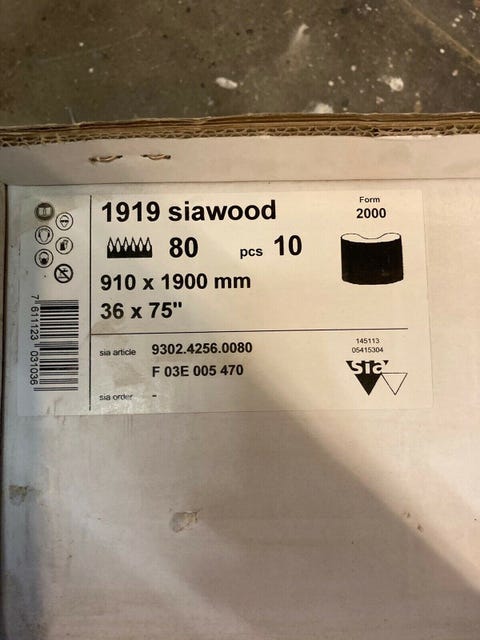 1919 siawood
Form
2000
80
pcs 10
910 x 1900 mm
36 x 75"
sia article 9302.4256.0080
F 03E 005 470
sia order -
145113
05415304
sia
7 611123 031036